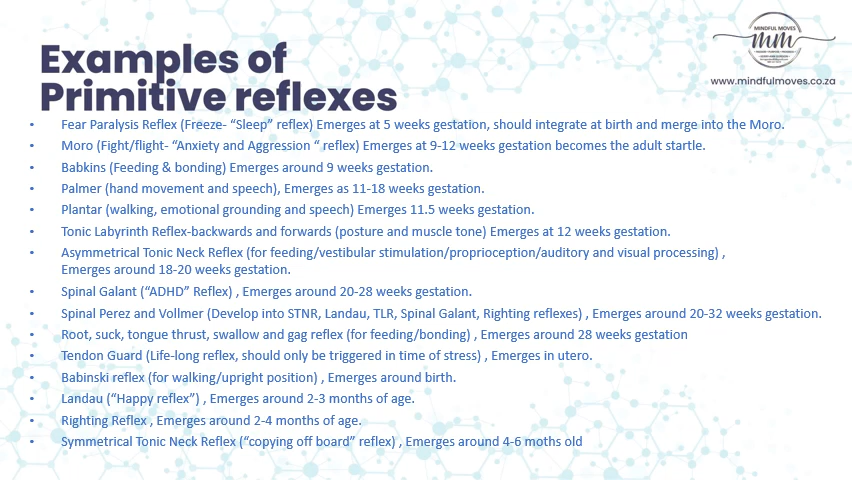 MINDFUL MOVES
mm
www.mindfulmoves.co.za
Examples of
Primitive reflexes
• Fear Paralysis Reflex (Freeze- “Sleep” reflex) Emerges at 5 weeks gestation, should integrate at birth and merge into the Moro.
• Moro (Fight/flight- “Anxiety and Aggression “ reflex) Emerges at 9-12 weeks gestation becomes the adult startle.
• Babkins (Feeding & bonding) Emerges around 9 weeks gestation.
• Palmer (hand movement and speech), Emerges as 11-18 weeks gestation.
• Plantar (walking, emotional grounding and speech) Emerges 11.5 weeks gestation.
• Tonic Labyrinth Reflex-backwards and forwards (posture and muscle tone) Emerges at 12 weeks gestation.
• Asymmetrical Tonic Neck Reflex (for feeding/vestibular stimulation/proprioception/auditory and visual processing) ,
Emerges around 18-20 weeks gestation.
• Spinal Galant (“ADHD” Reflex) , Emerges around 20-28 weeks gestation.
• Spinal Perez and Vollmer (Develop into STNR, Landau, TLR, Spinal Galant, Righting reflexes) , Emerges around 20-32 weeks gestation.
• Root, suck, tongue thrust, swallow and gag reflex (for feeding/bonding) , Emerges around 28 weeks gestation
• Tendon Guard (Life-long reflex, should only be triggered in time of stress) , Emerges in utero.
• Babinski reflex (for walking/upright position) , Emerges around birth.
• Landau (“Happy reflex”) , Emerges around 2-3 months of age.
• Righting Reflex , Emerges around 2-4 months of age.
• Symmetrical Tonic Neck Reflex (“copying off board” reflex) , Emerges around 4-6 moths old